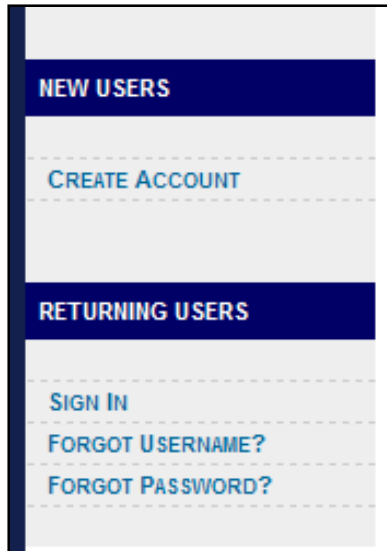 NEW USERS
CREATE ACCOUNT
RETURNING USERS
SIGN IN
FORGOT USERNAME?
FORGOT PASSWORD?